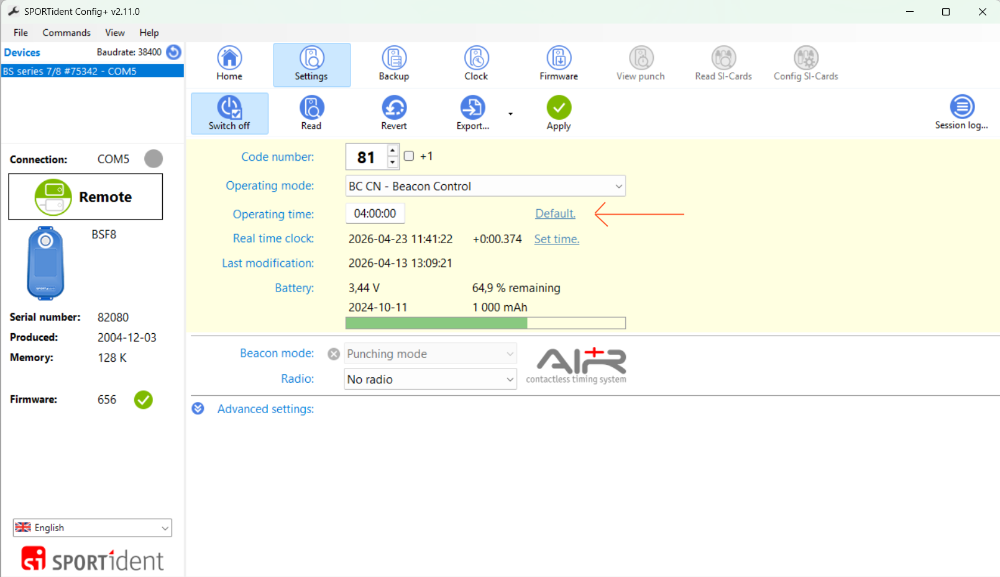 SPORTident Config+ v2.11.0
File Commands View Help
Devices Baudrate: 38400
BS series 7/8 #75342 - COM5
Home Settings Backup Clock Firmware View punch Read SI-Cards Config SI-Cards
Switch off Read Revert Export... Apply Session log...
Connection: COM5
Remote
BSF8
SPORTident
Serial number: 82080
Produced: 2004-12-03
Memory: 128 K
Firmware: 656
English
SPORTident
Code number: 81 +1
Operating mode: BC CN - Beacon Control
Operating time: 04:00:00 Default.
Real time clock: 2026-04-23 11:41:22 +0:00.374 Set time.
Last modification: 2026-04-13 13:09:21
Battery: 3,44 V 64,9 % remaining
2024-10-11 1 000 mAh
Beacon mode: Punching mode
AIR+
contactless timing system
Radio: No radio
Advanced settings: